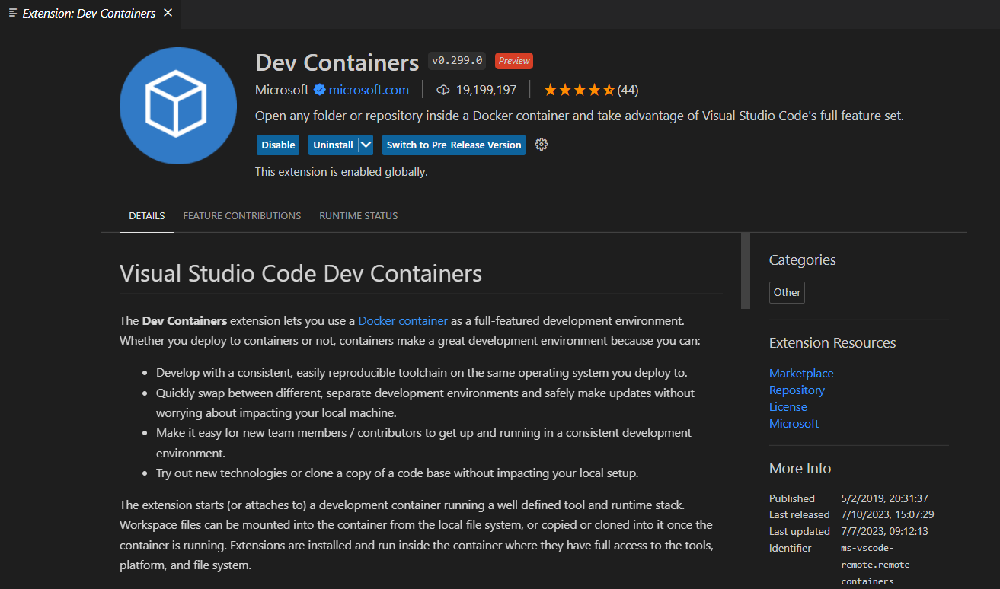 Extension: Dev Containers
Dev Containers v0.299.0 Preview
Microsoft microsoft.com 19,199,197 (44)
Open any folder or repository inside a Docker container and take advantage of Visual Studio Code's full feature set.
Disable Uninstall Switch to Pre-Release Version
This extension is enabled globally.
DETAILS FEATURE CONTRIBUTIONS RUNTIME STATUS
Visual Studio Code Dev Containers
The Dev Containers extension lets you use a Docker container as a full-featured development environment.
Whether you deploy to containers or not, containers make a great development environment because you can:
• Develop with a consistent, easily reproducible toolchain on the same operating system you deploy to.
• Quickly swap between different, separate development environments and safely make updates without
worrying about impacting your local machine.
• Make it easy for new team members / contributors to get up and running in a consistent development
environment.
• Try out new technologies or clone a copy of a code base without impacting your local setup.
The extension starts (or attaches to) a development container running a well defined tool and runtime stack.
Workspace files can be mounted into the container from the local file system, or copied or cloned into it once the
container is running. Extensions are installed and run inside the container where they have full access to the tools,
platform, and file system.
Categories
Other
Extension Resources
Marketplace
Repository
License
Microsoft
More Info
Published 5/2/2019, 20:31:37
Last released 7/10/2023, 15:07:29
Last updated 7/7/2023, 09:12:13
Identifier ms-vscode-
remote.remote-
containers